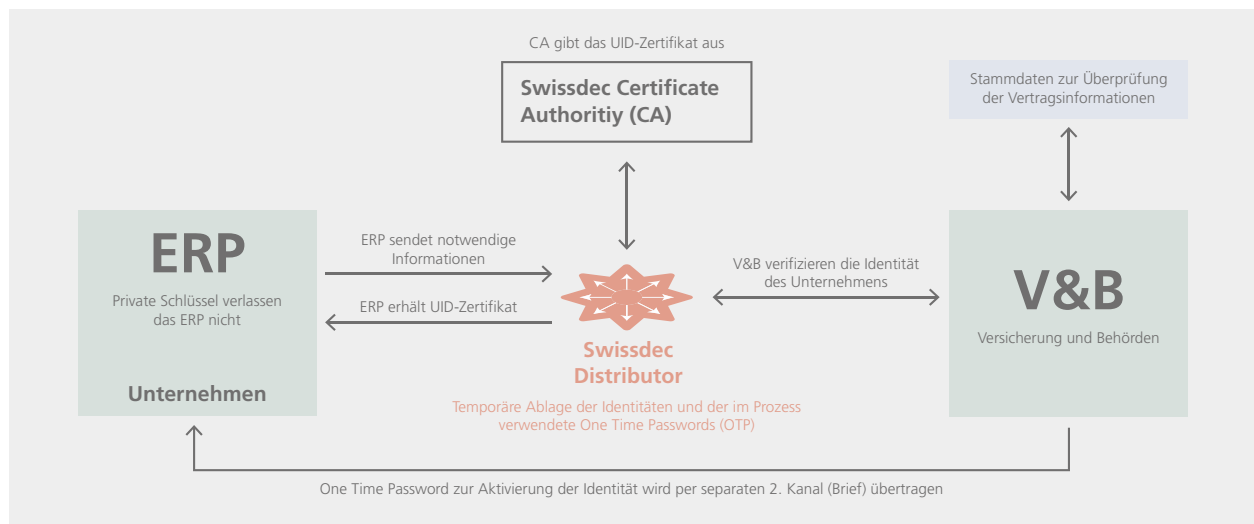 CA gibt das UID-Zertifikat aus
Swissdec Certificate
Authoritiy (CA)
Stammdaten zur Überprüfung
der Vertragsinformationen
ERP
Private Schlüssel verlassen
das ERP nicht
Unternehmen
ERP sendet notwendige
Informationen
ERP erhält UID-Zertifikat
Swissdec
Distributor
Temporäre Ablage der Identitäten und der im Prozess
verwendete One Time Passwords (OTP)
V&B verifizieren die Identität
des Unternehmens
V&B
Versicherung und Behörden
One Time Password zur Aktivierung der Identität wird per separaten 2. Kanal (Brief) übertragen